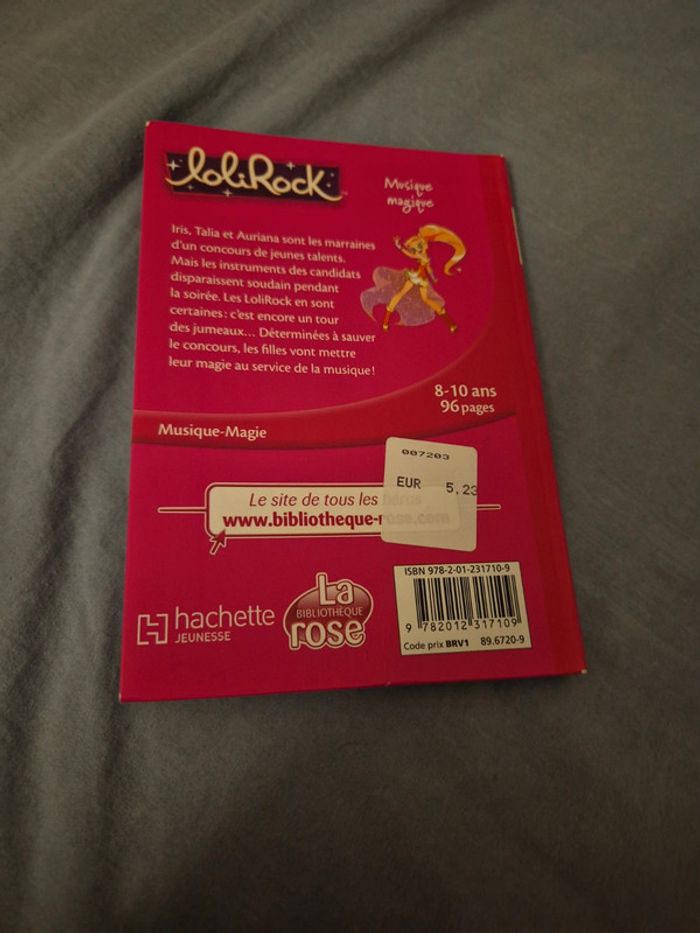 LoliRock
TM
Musique
magique
Iris, Talia et Auriana sont les marraines
d'un concours de jeunes talents.
Mais les instruments des candidats
disparaissent soudain pendant
la soirée. Les LoliRock en sont
certaines : c'est encore un tour
des jumeaux... Déterminées à sauver
le concours, les filles vont mettre
leur magie au service de la musique !
8-10 ans
96 pages
Musique-Magie
007203
EUR 5,23
Le site de tous les héros
www.bibliotheque-rose.com
hachette
JEUNESSE
La
BIBLIOTHÈQUE
rose
ISBN 978-2-01-231710-9
9 782012 317109
Code prix BRV1 89.6720-9